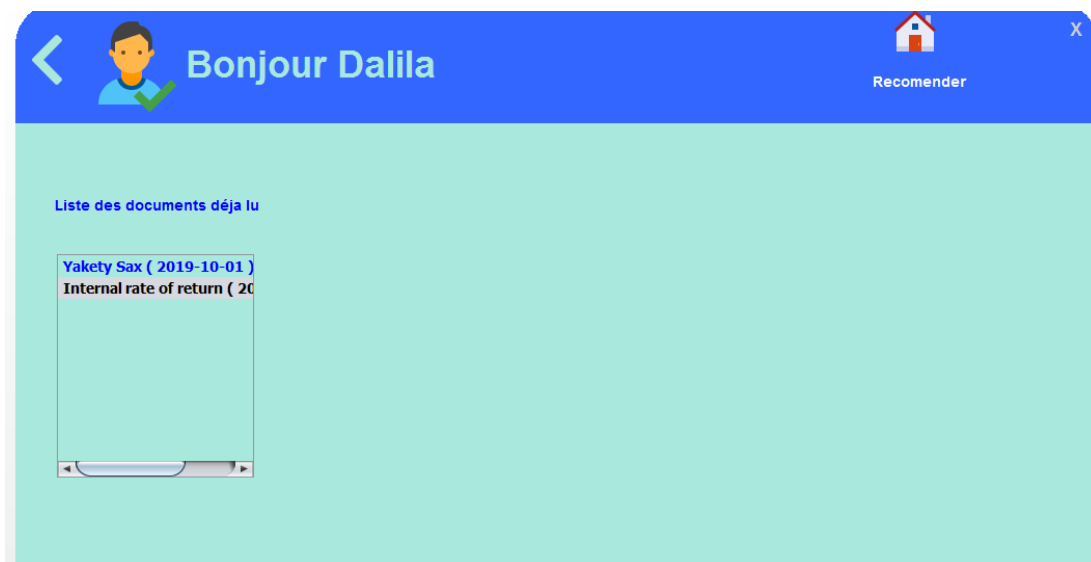 Bonjour Dalila
Recomender
X
Liste des documents déja lu
Yakety Sax ( 2019-10-01 )
Internal rate of return ( 20